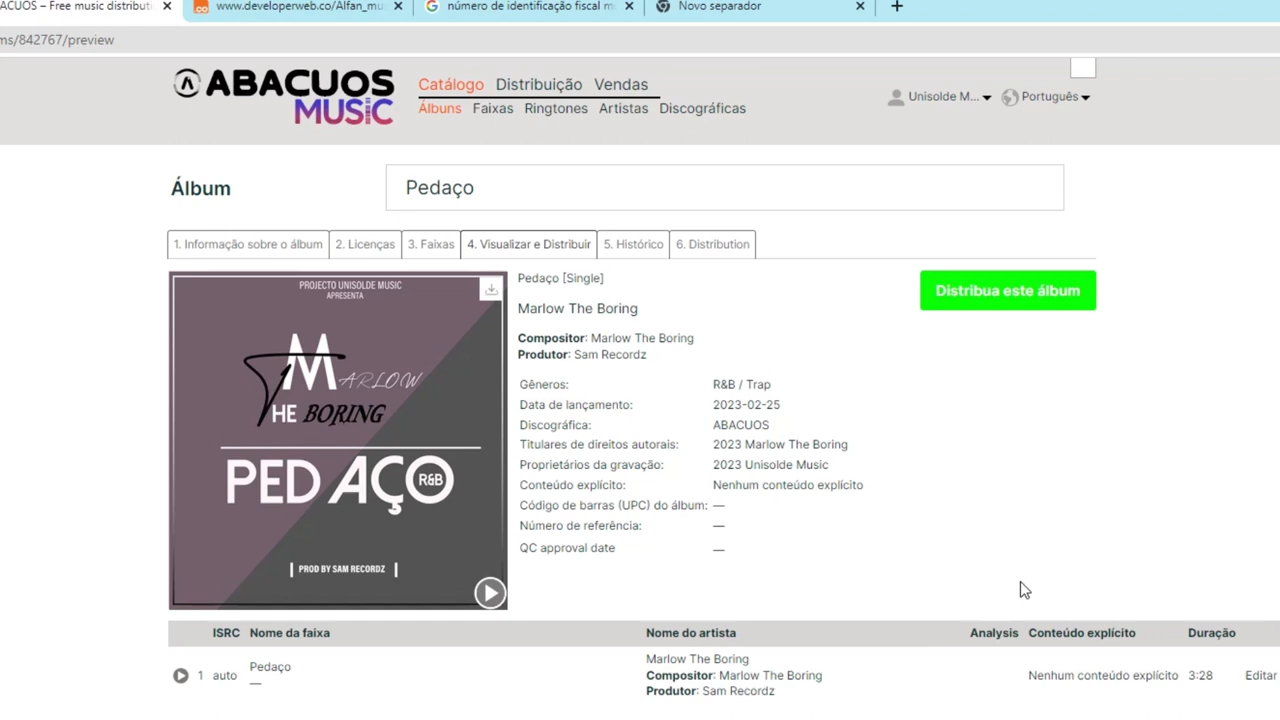 ACUOS – Free music distributi
www.developerweb.co/Alfan_mu
número de identificação fiscal m
Novo separador
ms/842767/preview
ABACUOS
MUSIC
Catálogo Distribuição Vendas
Álbuns Faixas Ringtones Artistas Discográficas
Unisolde M...
Português
Álbum
Pedaço
1. Informação sobre o álbum
2. Licenças
3. Faixas
4. Visualizar e Distribuir
5. Histórico
6. Distribution
PROJECTO UNISOLDE MUSIC
APRESENTA
MARLOW
THE BORING
PEDAÇO R&B
PROD BY SAM RECORDZ
Pedaço [Single]
Distribua este álbum
Marlow The Boring
Compositor: Marlow The Boring
Produtor: Sam Recordz
Gêneros: R&B / Trap
Data de lançamento: 2023-02-25
Discográfica: ABACUOS
Titulares de direitos autorais: 2023 Marlow The Boring
Proprietários da gravação: 2023 Unisolde Music
Conteúdo explícito: Nenhum conteúdo explícito
Código de barras (UPC) do álbum: —
Número de referência: —
QC approval date —
ISRC Nome da faixa Nome do artista Analysis Conteúdo explícito Duração
1 auto Pedaço — Marlow The Boring Nenhum conteúdo explícito 3:28 Editar
Compositor: Marlow The Boring
Produtor: Sam Recordz